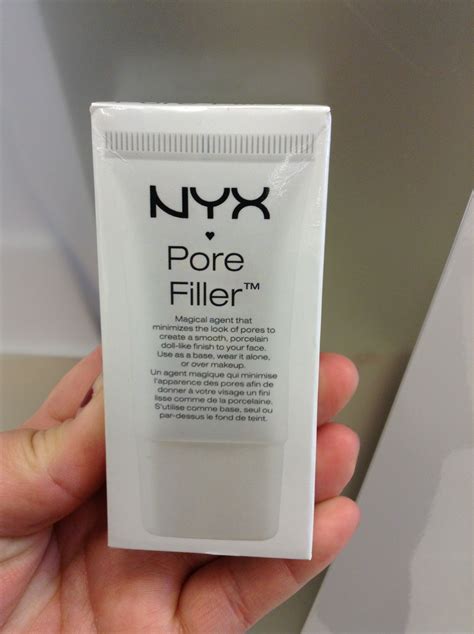 NYX
♥
Pore
Filler™
Magical agent that
minimizes the look of pores to
create a smooth, porcelain
doll-like finish to your face.
Use as a base, wear it alone,
or over makeup.
Un agent magique qui minimise
l'apparence des pores afin de
donner à votre visage un fini
lisse comme de la porcelaine.
S'utilise comme base, seul ou
par-dessus le fond de teint.